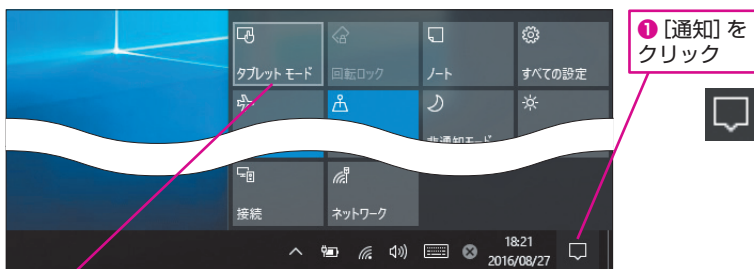 タブレット モード
回転ロック
ノート
すべての設定
❶ [通知] を
クリック
接続
ネットワーク
18:21
2016/08/27